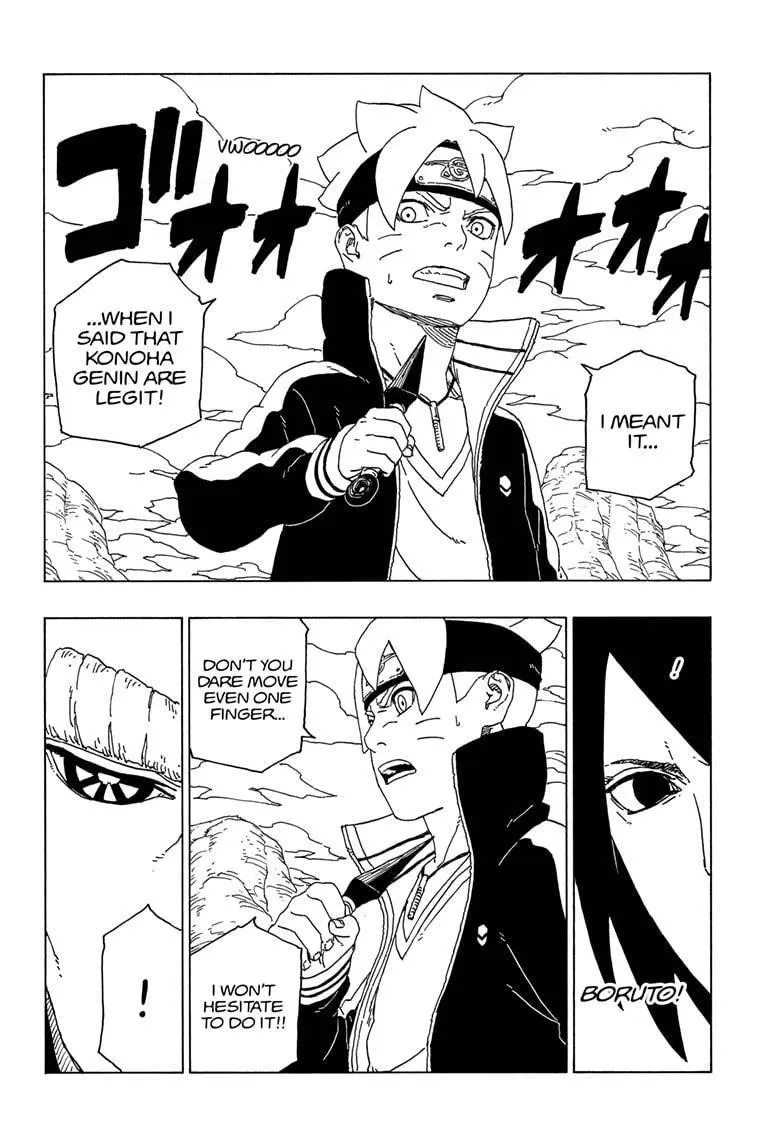 ゴォオオ
VWOOOOO
オオオ
I MEANT
IT...
...WHEN I
SAID THAT
KONOHA
GENIN ARE
LEGIT!
!
BORUTO!
DON'T YOU
DARE MOVE
EVEN ONE
FINGER...
I WON'T
HESITATE
TO DO IT!!
!